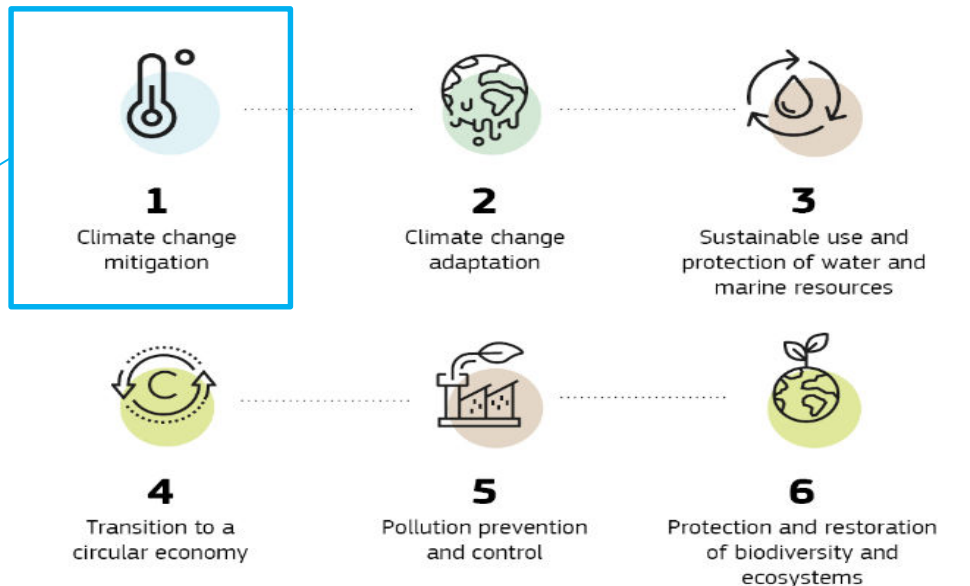 1
Climate change
mitigation
2
Climate change
adaptation
3
Sustainable use and
protection of water and
marine resources
C
4
Transition to a
circular economy
5
Pollution prevention
and control
6
Protection and restoration
of biodiversity and
ecosystems